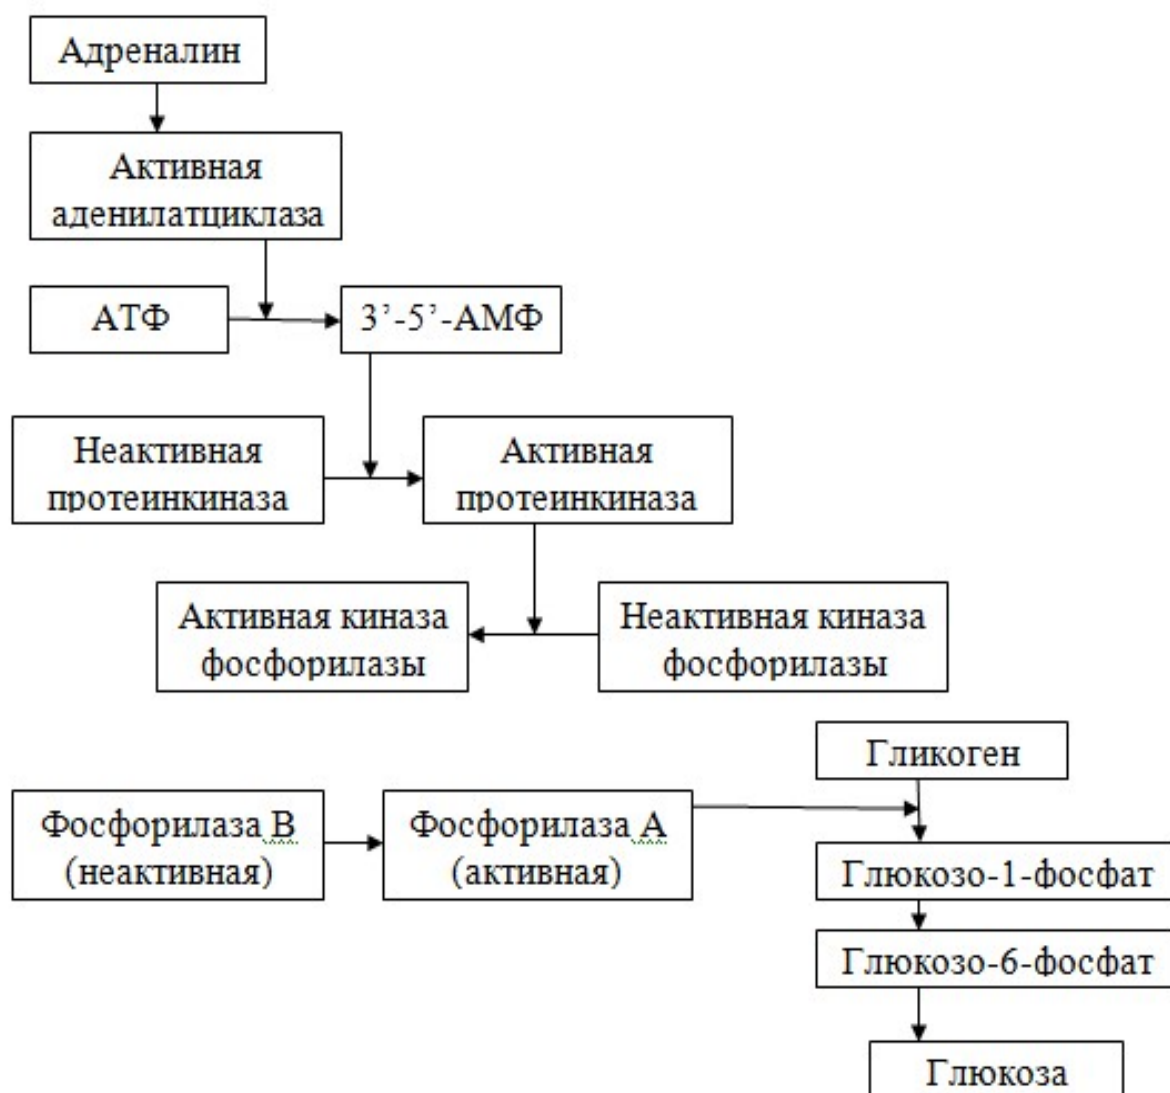 Адреналин
Активная
аденилатциклаза
АТФ
3’-5’-АМФ
Неактивная
протеинкиназа
Активная
протеинкиназа
Активная киназа
фосфорилазы
Неактивная киназа
фосфорилазы
Гликоген
Фосфорилаза В
(неактивная)
Фосфорилаза А
(активная)
Глюкозо-1-фосфат
Глюкозо-6-фосфат
Глюкоза